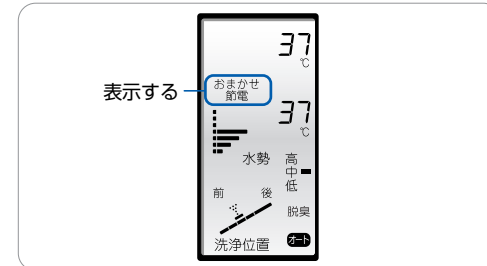 37
℃
表示する
おまかせ
節電
37
℃
水勢
高
中
低
前
後
脱臭
洗浄位置
オート